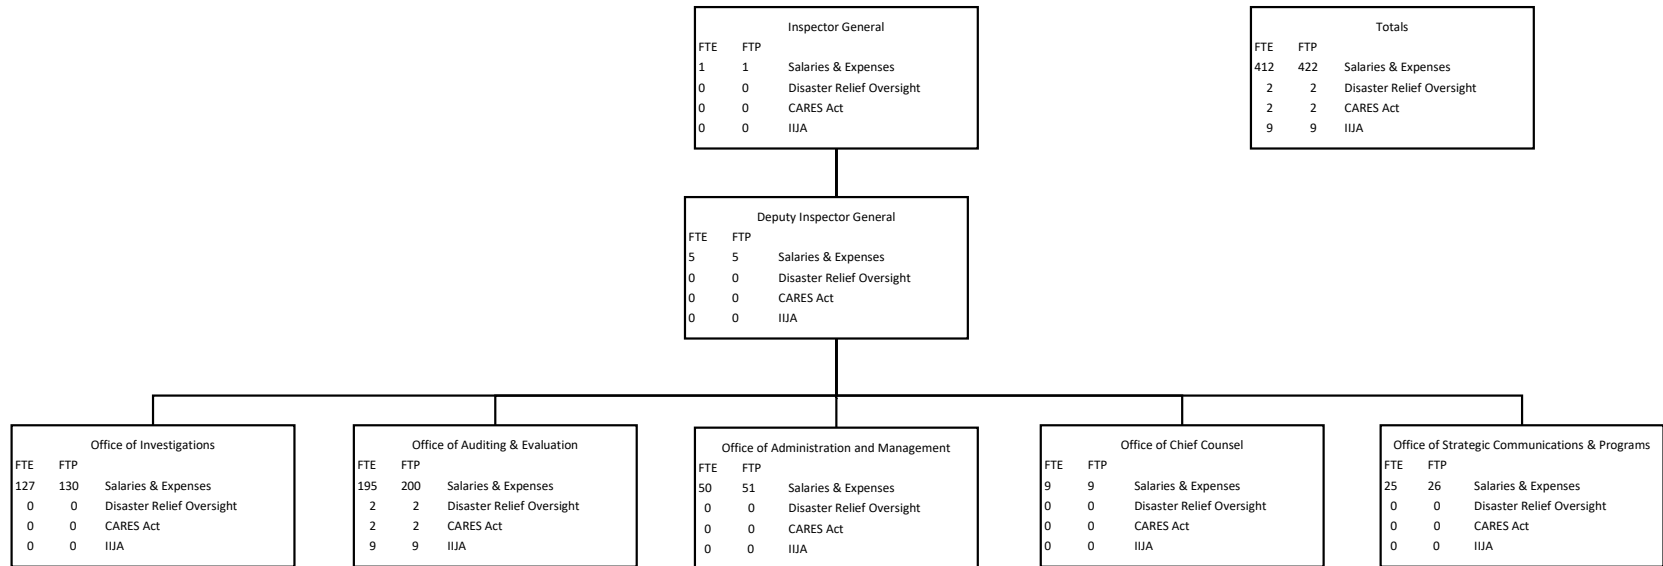 Inspector General
FTE FTP
1 1 Salaries & Expenses
0 0 Disaster Relief Oversight
0 0 CARES Act
0 0 IIJA
Totals
FTE FTP
412 422 Salaries & Expenses
2 2 Disaster Relief Oversight
2 2 CARES Act
9 9 IIJA
Deputy Inspector General
FTE FTP
5 5 Salaries & Expenses
0 0 Disaster Relief Oversight
0 0 CARES Act
0 0 IIJA
Office of Investigations
FTE FTP
127 130 Salaries & Expenses
0 0 Disaster Relief Oversight
0 0 CARES Act
0 0 IIJA
Office of Auditing & Evaluation
FTE FTP
195 200 Salaries & Expenses
2 2 Disaster Relief Oversight
2 2 CARES Act
9 9 IIJA
Office of Administration and Management
FTE FTP
50 51 Salaries & Expenses
0 0 Disaster Relief Oversight
0 0 CARES Act
0 0 IIJA
Office of Chief Counsel
FTE FTP
9 9 Salaries & Expenses
0 0 Disaster Relief Oversight
0 0 CARES Act
0 0 IIJA
Office of Strategic Communications & Programs
FTE FTP
25 26 Salaries & Expenses
0 0 Disaster Relief Oversight
0 0 CARES Act
0 0 IIJA